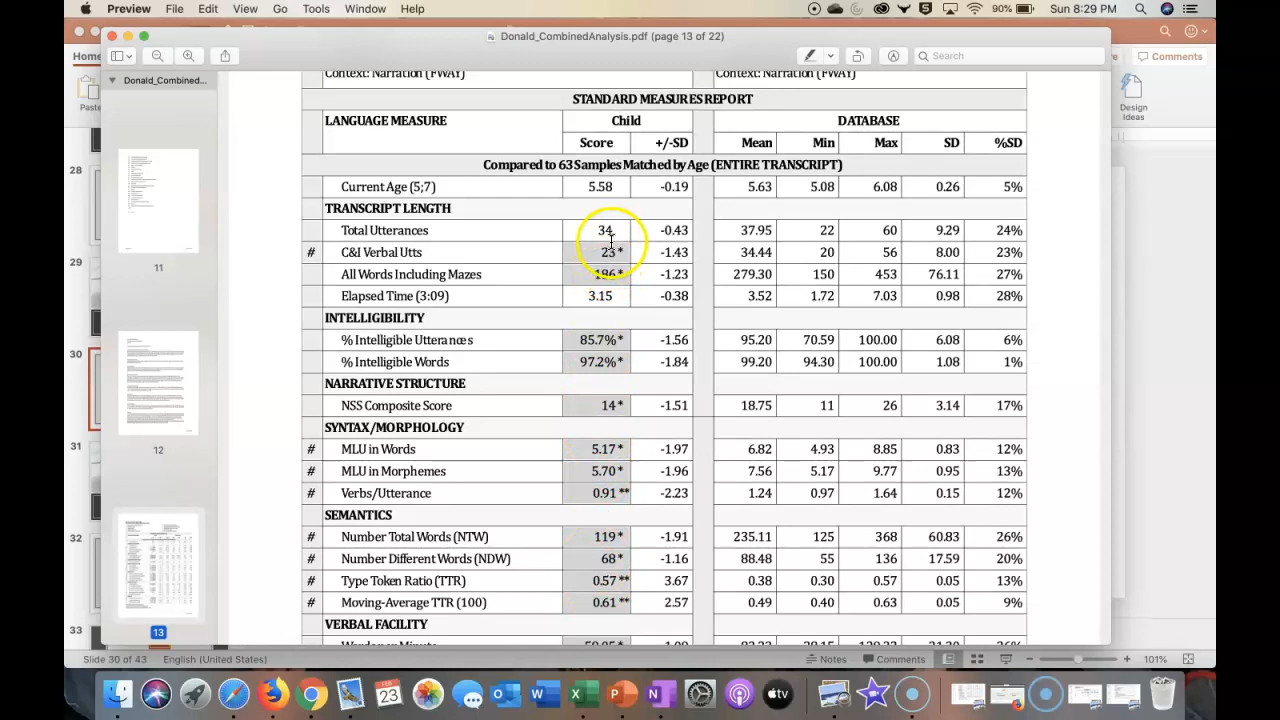 Preview File Edit View Go Tools Window Help 90% Sun 8:29 PM
Donald_CombinedAnalysis.pdf (page 13 of 22)
Search
Home
Comments
Paste
Design
Ideas
Donald_Combined...
28
29
30
31
32
33
11
12
13
Context: Narration (FWAY) Context: Narration (FWAY)
STANDARD MEASURES REPORT
LANGUAGE MEASURE Child DATABASE
Score +/-SD Mean Min Max SD %SD
Compared to 63 Samples Matched by Age (ENTIRE TRANSCRIPT)
Current Age (5;7) 5.58 -0.19 5.63 5.08 6.08 0.26 5%
TRANSCRIPT LENGTH
Total Utterances 34 -0.43 37.95 22 60 9.29 24%
# C&I Verbal Utts 23 * -1.43 34.44 20 56 8.00 23%
All Words Including Mazes 186 * -1.23 279.30 150 453 76.11 27%
Elapsed Time (3:09) 3.15 -0.38 3.52 1.72 7.03 0.98 28%
INTELLIGIBILITY
% Intelligible Utterances 85.7% * -1.56 95.20 70.59 100.00 6.08 6%
% Intelligible Words 97.2% * -1.84 99.20 94.30 100.00 1.08 1%
NARRATIVE STRUCTURE
NSS Composite Score 14 * -1.51 18.75 11 26 3.14 17%
SYNTAX/MORPHOLOGY
# MLU in Words 5.17 * -1.97 6.82 4.93 8.85 0.83 12%
# MLU in Morphemes 5.70 * -1.96 7.56 5.17 9.77 0.95 13%
# Verbs/Utterance 0.91 ** -2.23 1.24 0.97 1.64 0.15 12%
SEMANTICS
# Number Total Words (NTW) 119 * -1.91 235.11 125 368 60.83 26%
# Number Different Words (NDW) 68 * -1.16 88.48 55 136 17.59 20%
# Type Token Ratio (TTR) 0.57 ** 3.67 0.38 0.30 0.57 0.05 13%
# Moving-Average TTR (100) 0.61 ** 2.57 0.49 0.40 0.63 0.05 9%
VERBAL FACILITY
Slide 30 of 43 English (United States) Notes Comments 101%
FEB
23